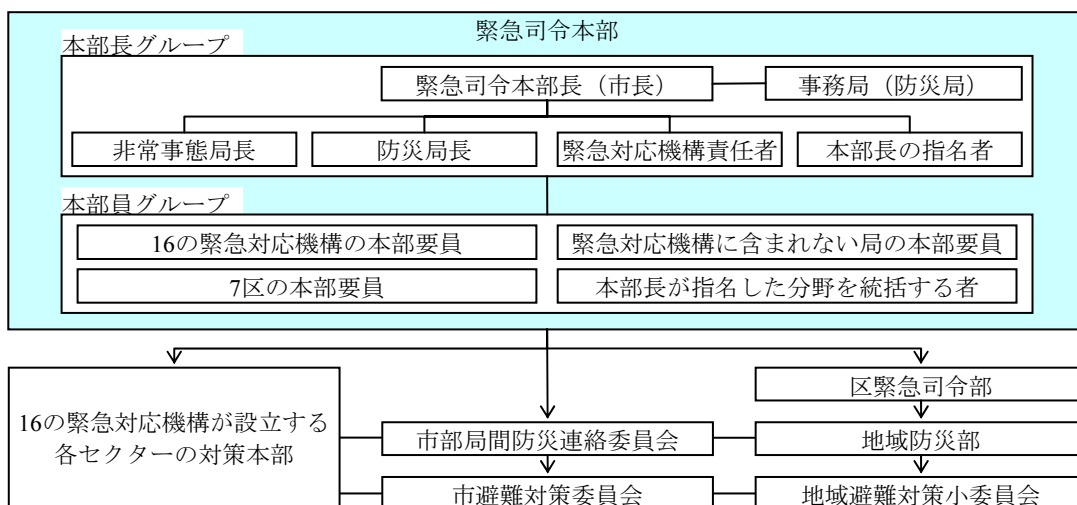 緊急司令本部
本部長グループ
緊急司令本部長（市長）
事務局（防災局）
非常事態局長
防災局長
緊急対応機構責任者
本部長の指名者
本部員グループ
16の緊急対応機構の本部要員
緊急対応機構に含まれない局の本部要員
7区の本部要員
本部長が指名した分野を統括する者
16の緊急対応機構が設立する
各セクターの対策本部
区緊急司令部
市部局間防災連絡委員会
地域防災部
市避難対策委員会
地域避難対策小委員会